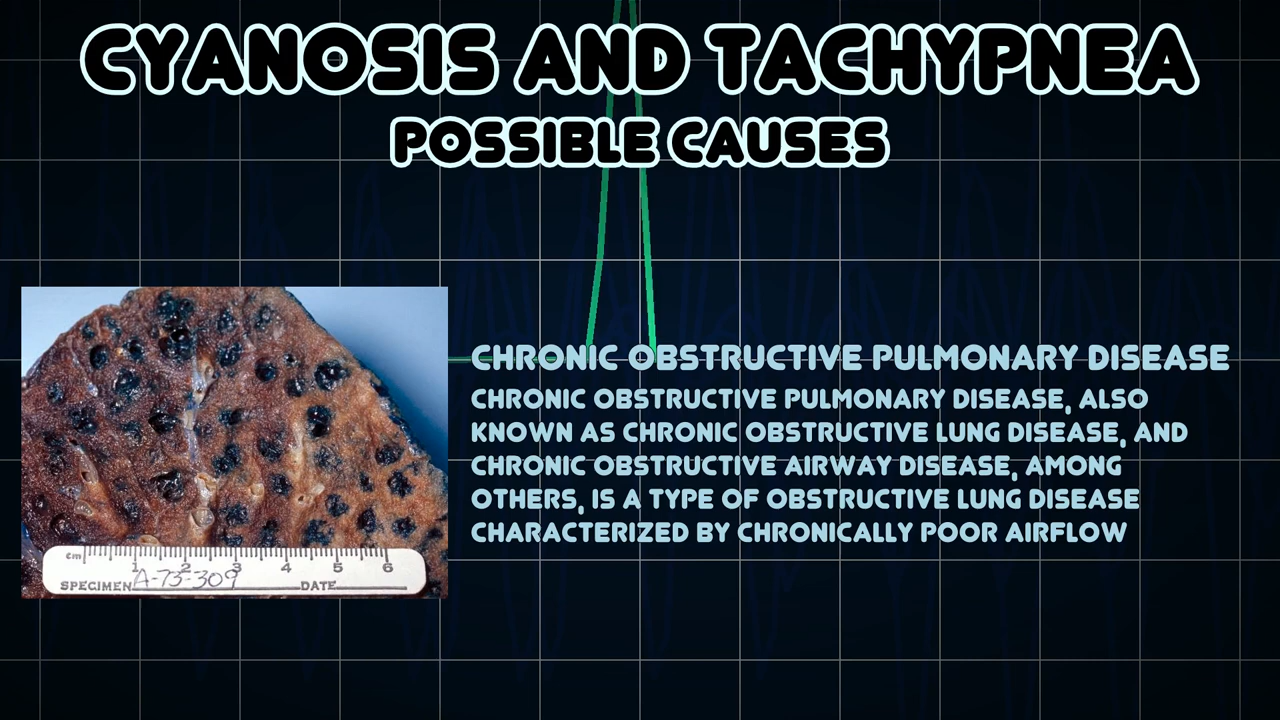 CYANOSIS AND TACHYPNEA
POSSIBLE CAUSES
CHRONIC OBSTRUCTIVE PULMONARY DISEASE
CHRONIC OBSTRUCTIVE PULMONARY DISEASE, ALSO
KNOWN AS CHRONIC OBSTRUCTIVE LUNG DISEASE, AND
CHRONIC OBSTRUCTIVE AIRWAY DISEASE, AMONG
OTHERS, IS A TYPE OF OBSTRUCTIVE LUNG DISEASE
CHARACTERIZED BY CHRONICALLY POOR AIRFLOW
cm 1 2 3 4 5 6
SPECIMEN A-73-309 DATE